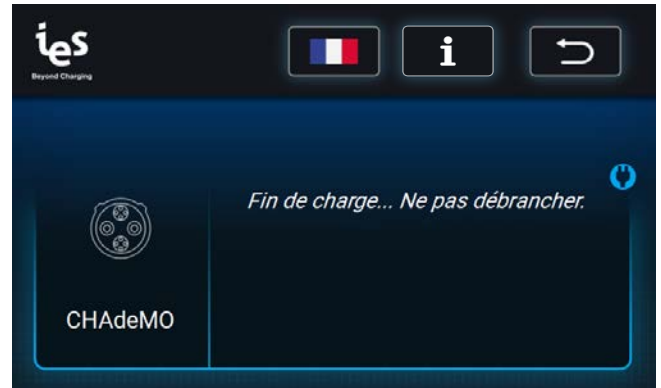 ies
Beyond Charging
i
Fin de charge... Ne pas débrancher.
CHAdeMO